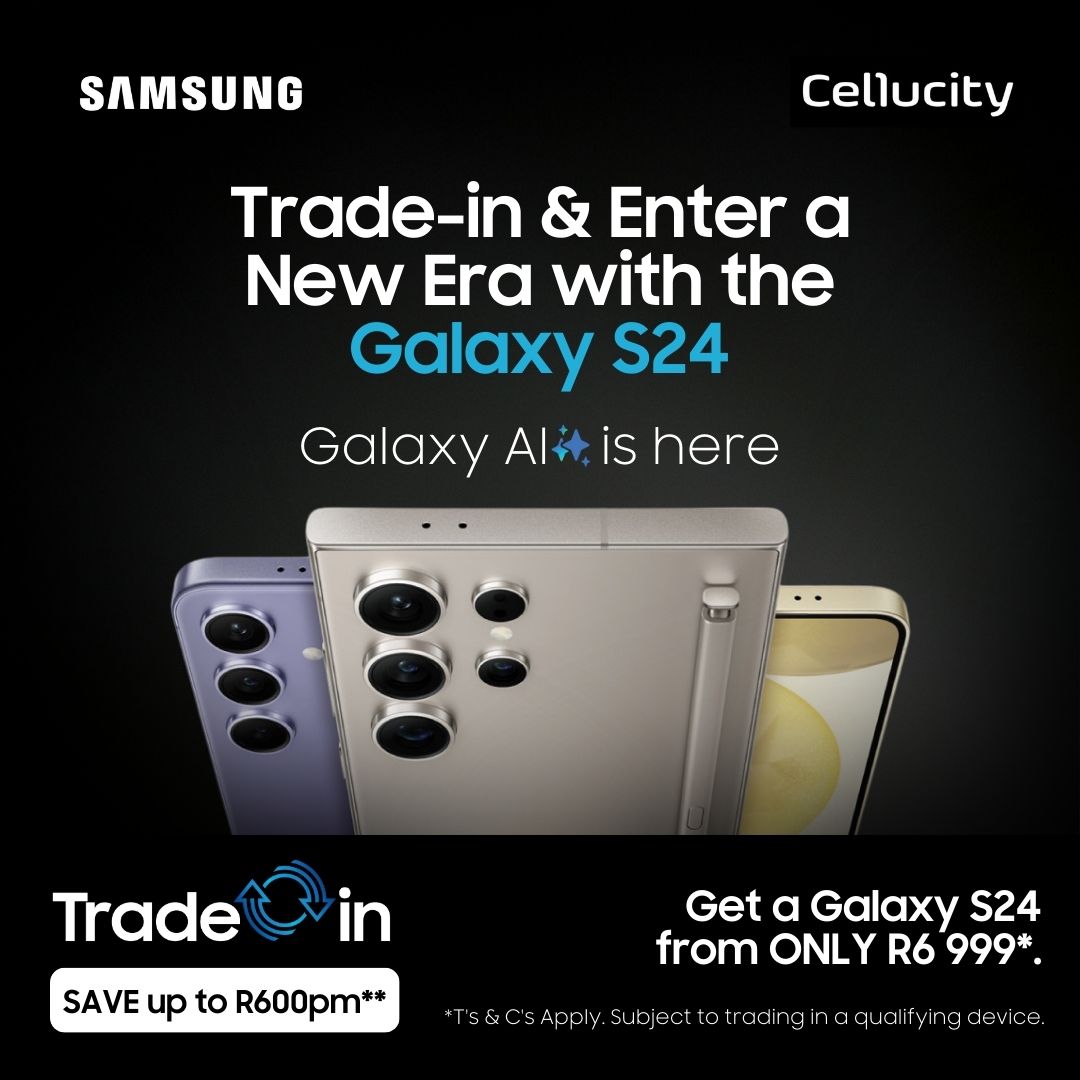 SAMSUNG
Cellucity
Trade-in & Enter a
New Era with the
Galaxy S24
Galaxy AI is here
Trade in
SAVE up to R600pm**
Get a Galaxy S24
from ONLY R6 999*.
*T's & C's Apply. Subject to trading in a qualifying device.